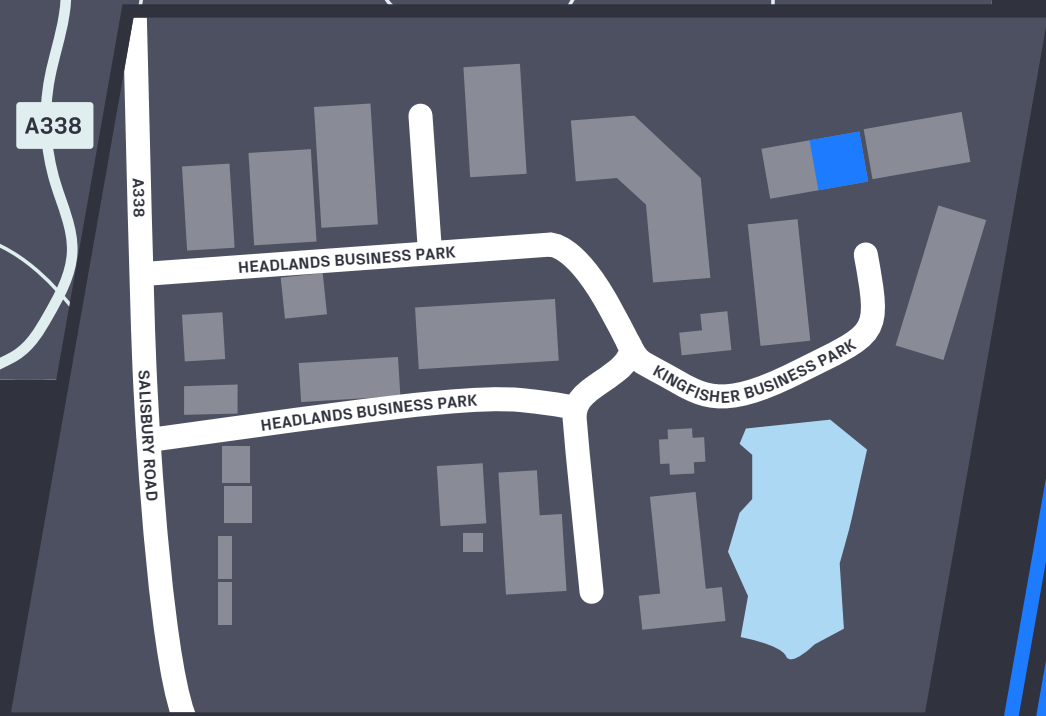 A338
A338
HEADLANDS BUSINESS PARK
KINGFISHER BUSINESS PARK
HEADLANDS BUSINESS PARK
SALISBURY ROAD